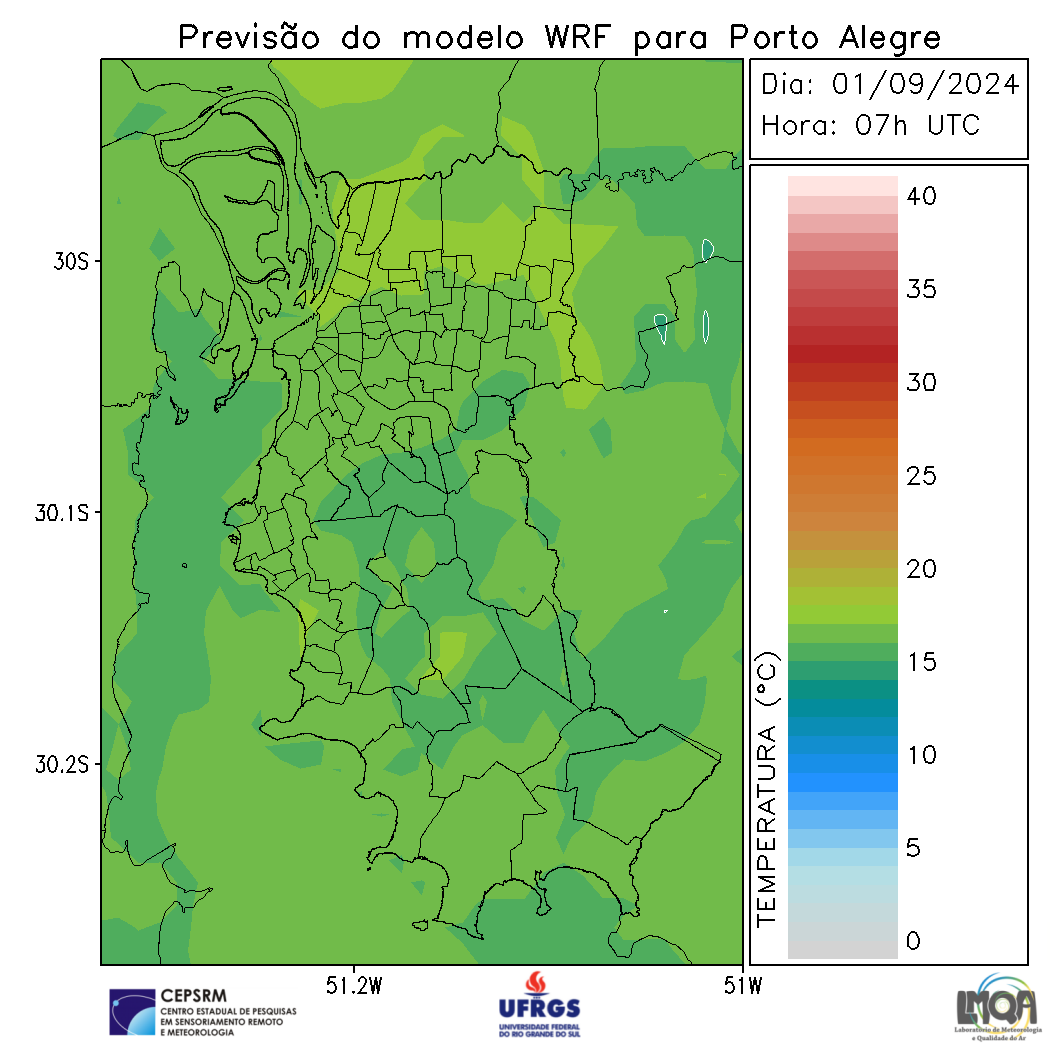 Previsão do modelo WRF para Porto Alegre
Dia: 01/09/2024
Hora: 07h UTC
40
35
30
25
20
15
10
5
0
TEMPERATURA (°C)
30S
30.1S
30.2S
51.2W
51W
CEPSRM
CENTRO ESTADUAL DE PESQUISAS
EM SENSORIAMENTO REMOTO
E METEOROLOGIA
UFRGS
UNIVERSIDADE FEDERAL
DO RIO GRANDE DO SUL
LMQA
Laboratório de Meteorologia
e Qualidade do Ar